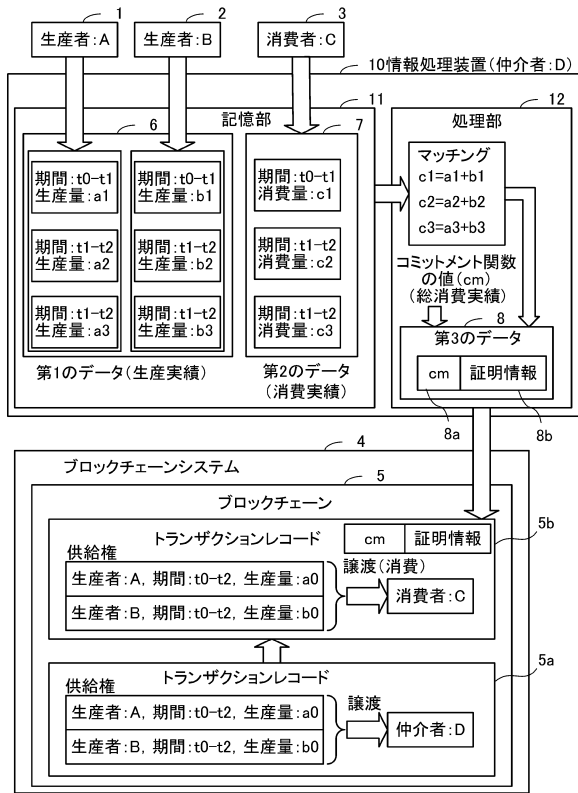 1
2
3
生産者:A
生産者:B
消費者:C
10情報処理装置(仲介者:D)
11
12
記憶部
処理部
6
7
期間:t0-t1
生産量:a1
期間:t0-t1
生産量:b1
期間:t0-t1
消費量:c1
期間:t1-t2
生産量:a2
期間:t1-t2
生産量:b2
期間:t1-t2
消費量:c2
期間:t1-t2
生産量:a3
期間:t1-t2
生産量:b3
期間:t1-t2
消費量:c3
第1のデータ(生産実績)
第2のデータ
(消費実績)
マッチング
c1=a1+b1
c2=a2+b2
c3=a3+b3
コミットメント関数
の値(cm)
(総消費実績)
8
第3のデータ
cm
証明情報
8a
8b
4
ブロックチェーンシステム
5
ブロックチェーン
5b
トランザクションレコード
cm
証明情報
供給権
生産者:A, 期間:t0-t2, 生産量:a0
生産者:B, 期間:t0-t2, 生産量:b0
譲渡(消費)
消費者:C
5a
トランザクションレコード
供給権
生産者:A, 期間:t0-t2, 生産量:a0
生産者:B, 期間:t0-t2, 生産量:b0
譲渡
仲介者:D